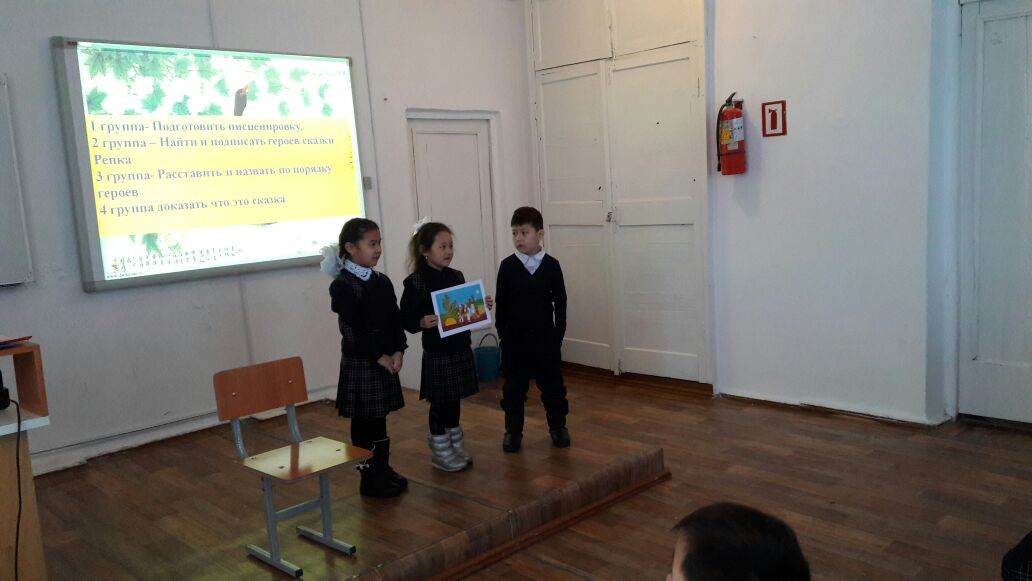 1 группа- Подготовить инсценировку.
2 группа – Найти и подписать героев сказки
Репка
3 группа- Расставить и назвать по порядку
героев
4 группа доказать что это сказка